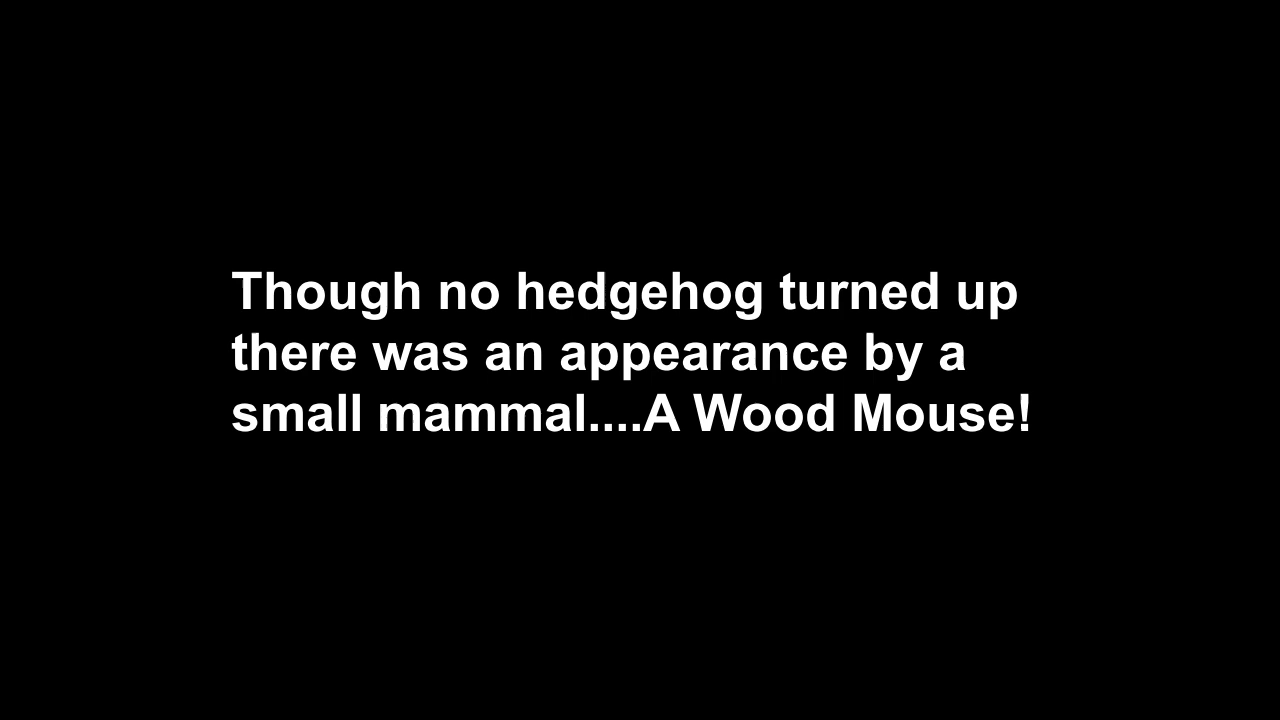 Though no hedgehog turned up
there was an appearance by a
small mammal....A Wood Mouse!